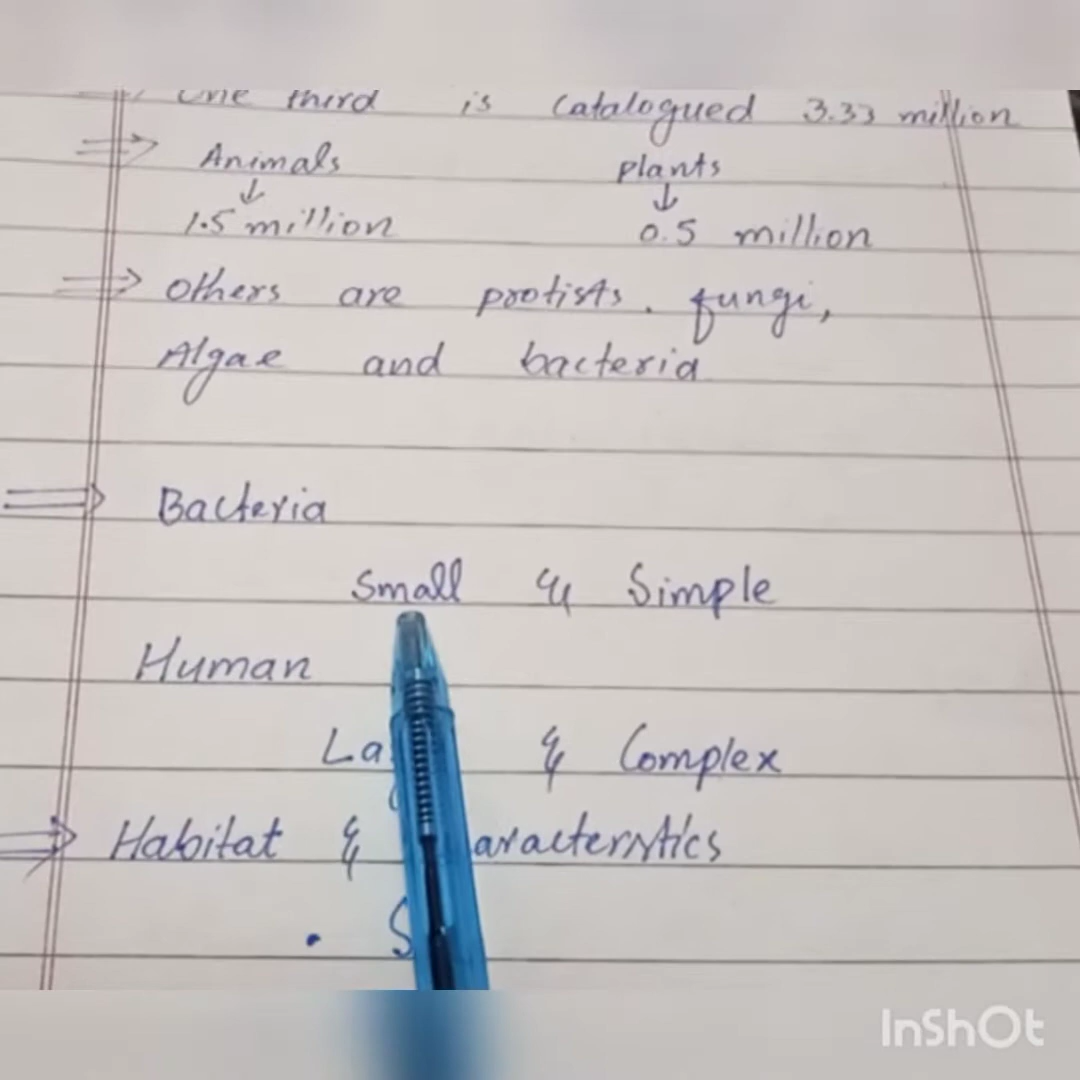 One third is Catalogued 3.33 million
Animals plants
1.5 million 0.5 million
Others are protists. fungi,
Algae and bacteria
Bacteria
Small & Simple
Human
& Complex
Habitat &
InShOt